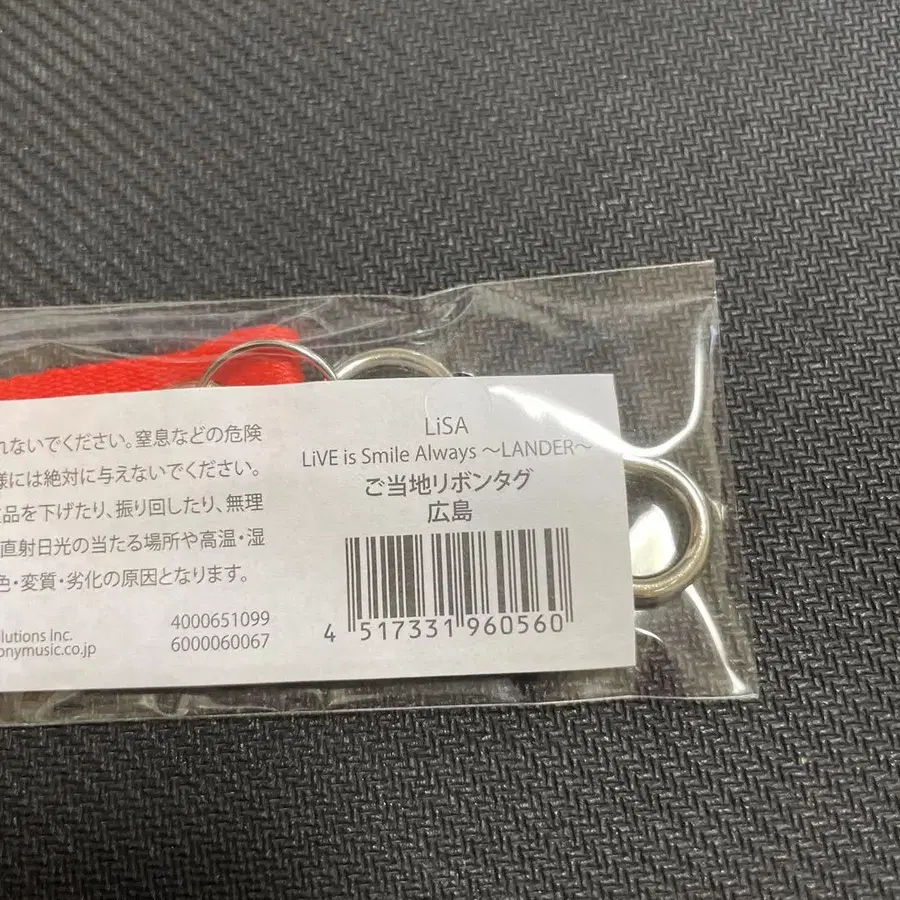 れないでください。窒息などの危険
様には絶対に与えないでください。
品を下げたり、振り回したり、無理
直射日光の当たる場所や高温・湿
色・変質・劣化の原因となります。
olutions Inc.
onymusic.co.jp
4000651099
6000060067
LiSA
LiVE is Smile Always ～LANDER～
ご当地リボンタグ
広島
4 517331 960560